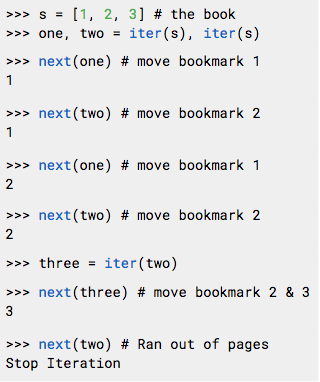 >>> s = [1, 2, 3] # the book
>>> one, two = iter(s), iter(s)
>>> next(one) # move bookmark 1
1
>>> next(two) # move bookmark 2
1
>>> next(one) # move bookmark 1
2
>>> next(two) # move bookmark 2
2
>>> three = iter(two)
>>> next(three) # move bookmark 2 & 3
3
>>> next(two) # Ran out of pages
Stop Iteration